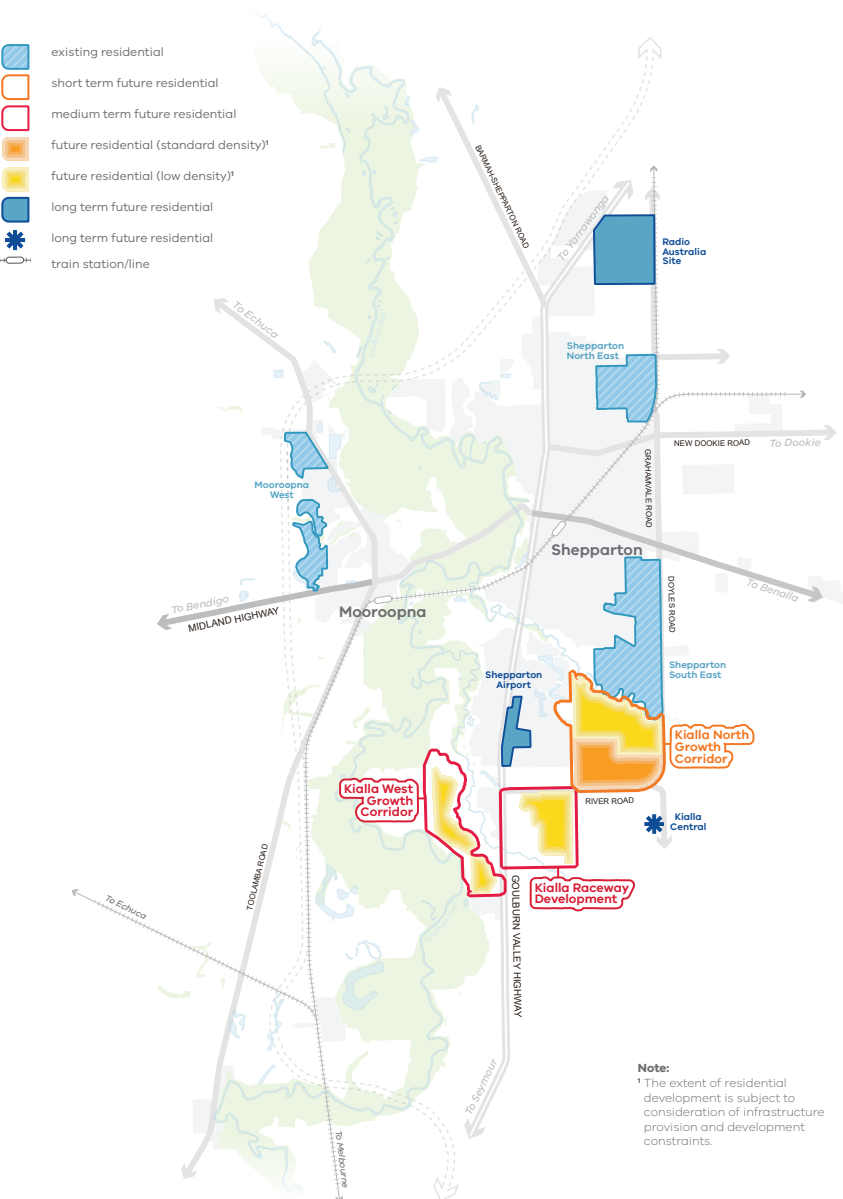 existing residential
short term future residential
medium term future residential
future residential (standard density)¹
future residential (low density)¹
long term future residential
long term future residential
train station/line
BARMAH-SHEPPARTON ROAD
To Yarrawonga
Radio
Australia
Site
To Echuca
Shepparton
North East
NEW DOOKIE ROAD
To Dookie
GRAHAMVALE ROAD
Mooroopna
West
Shepparton
To Benalla
DOYLES ROAD
To Bendigo
MIDLAND HIGHWAY
Mooroopna
Shepparton
South East
Shepparton
Airport
Kialla North
Growth
Corridor
Kialla West
Growth
Corridor
RIVER ROAD
Kialla
Central
Kialla Raceway
Development
TOOLAMBA ROAD
To Echuca
GOULBURN VALLEY HIGHWAY
To Seymour
To Melbourne
Note:
¹ The extent of residential
development is subject to
consideration of infrastructure
provision and development
constraints.